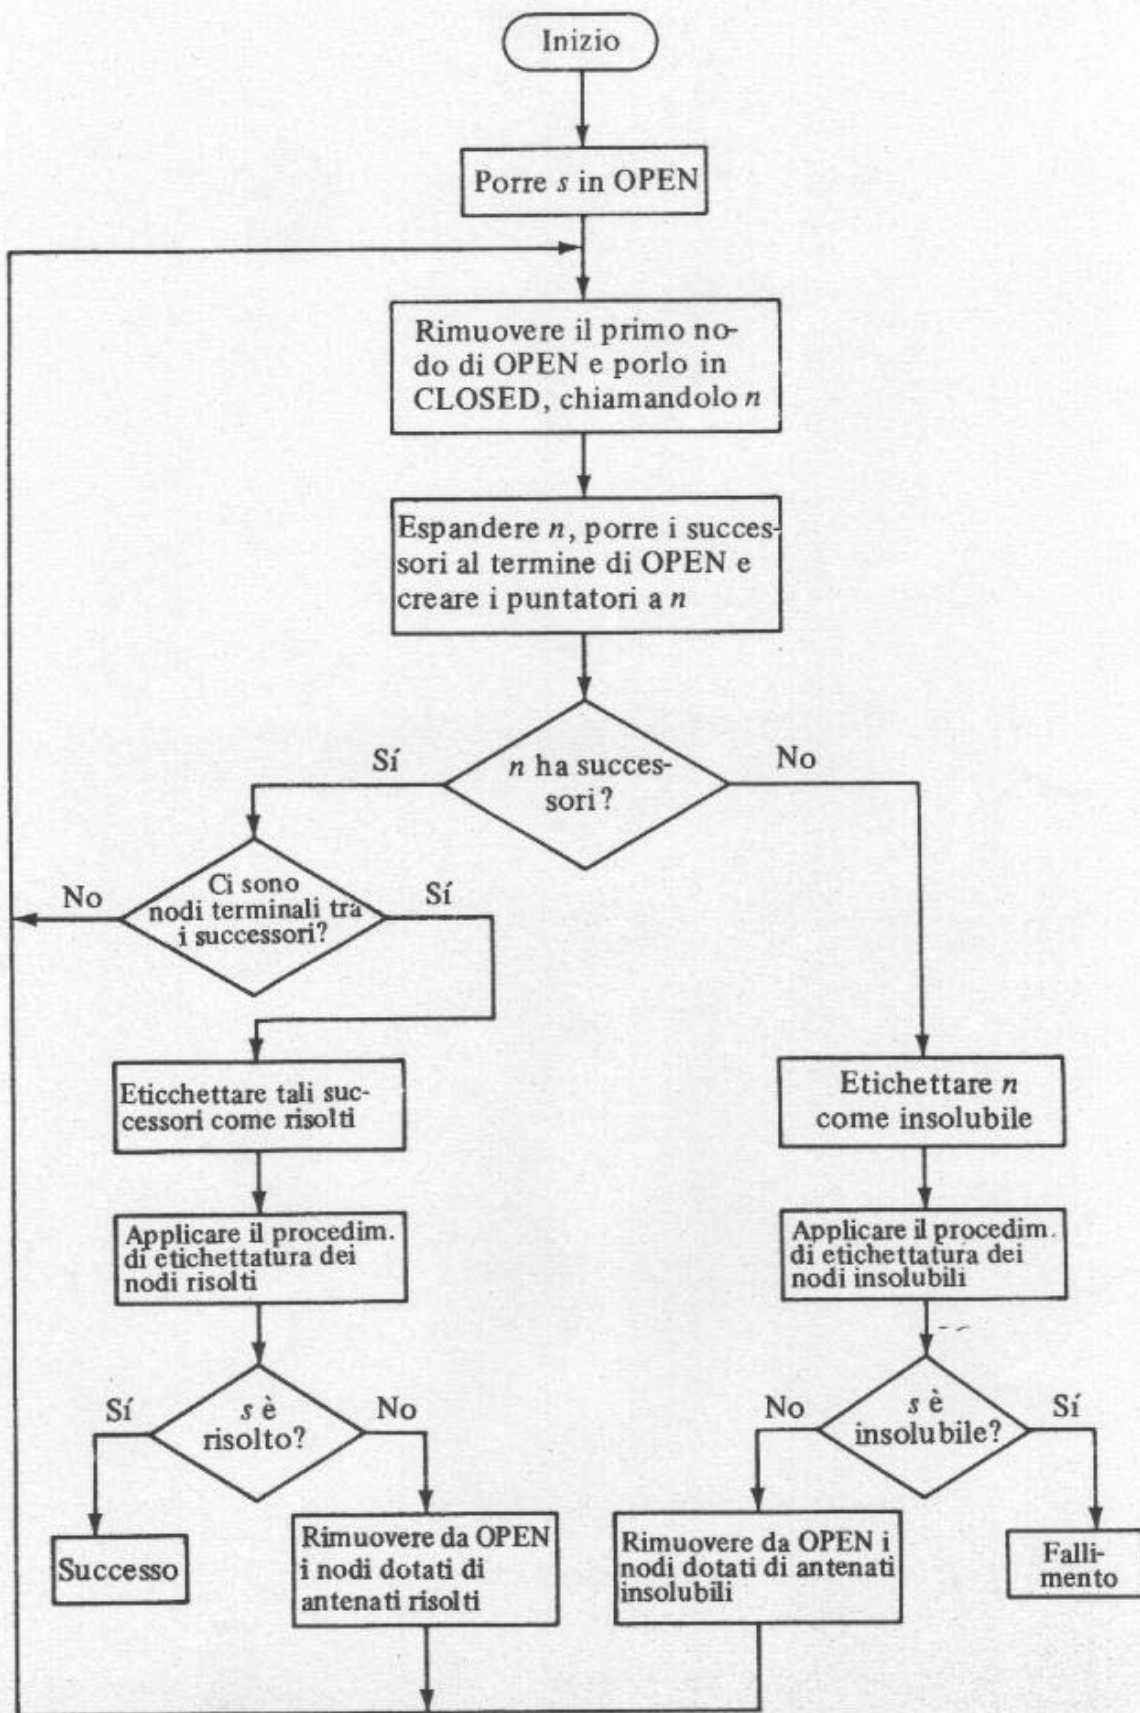 Inizio
Porre s in OPEN
Rimuovere il primo no-
do di OPEN e porlo in
CLOSED, chiamandolo n
Espandere n, porre i succes-
sori al termine di OPEN e
creare i puntatori a n
n ha succes-
sori?
Sí
No
Ci sono
nodi terminali tra
i successori?
No
Sí
Eticchettare tali suc-
cessori come risolti
Etichettare n
come insolubile
Applicare il procedim.
di etichettatura dei
nodi risolti
Applicare il procedim.
di etichettatura dei
nodi insolubili
s è
risolto?
Sí
No
s è
insolubile?
No
Sí
Successo
Rimuovere da OPEN
i nodi dotati di
antenati risolti
Rimuovere da OPEN i
nodi dotati di antenati
insolubili
Falli-
mento